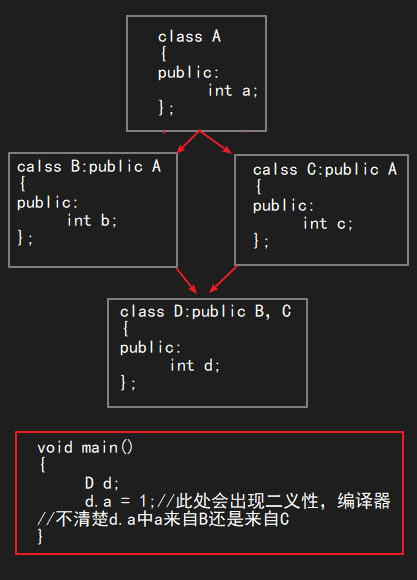 class A
{
public:
int a;
};
calss B:public A
{
public:
int b;
};
calss C:public A
{
public:
int c;
};
class D:public B，C
{
public:
int d;
};
void main()
{
D d;
d.a = 1;//此处会出现二义性，编译器
//不清楚d.a中a来自B还是来自C
}